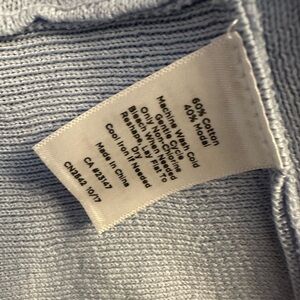 60% Cotton
40% Modal
Machine Wash Cold
Gentle Cycle
Only Non-Chlorine
Bleach When Needed
Reshape, Lay Flat To
Dry
Cool Iron If Needed
Made In China
CA #23147
CN2842 10/17